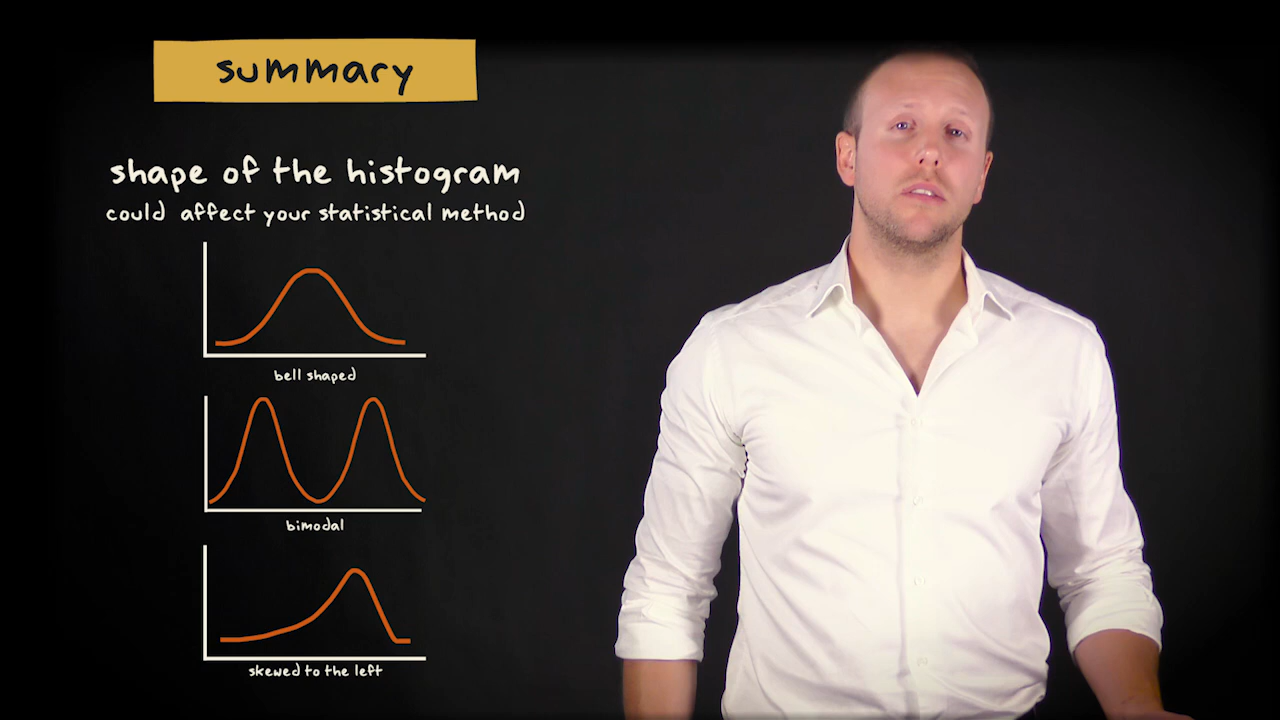 summary
shape of the histogram
could affect your statistical method
bell shaped
bimodal
skewed to the left